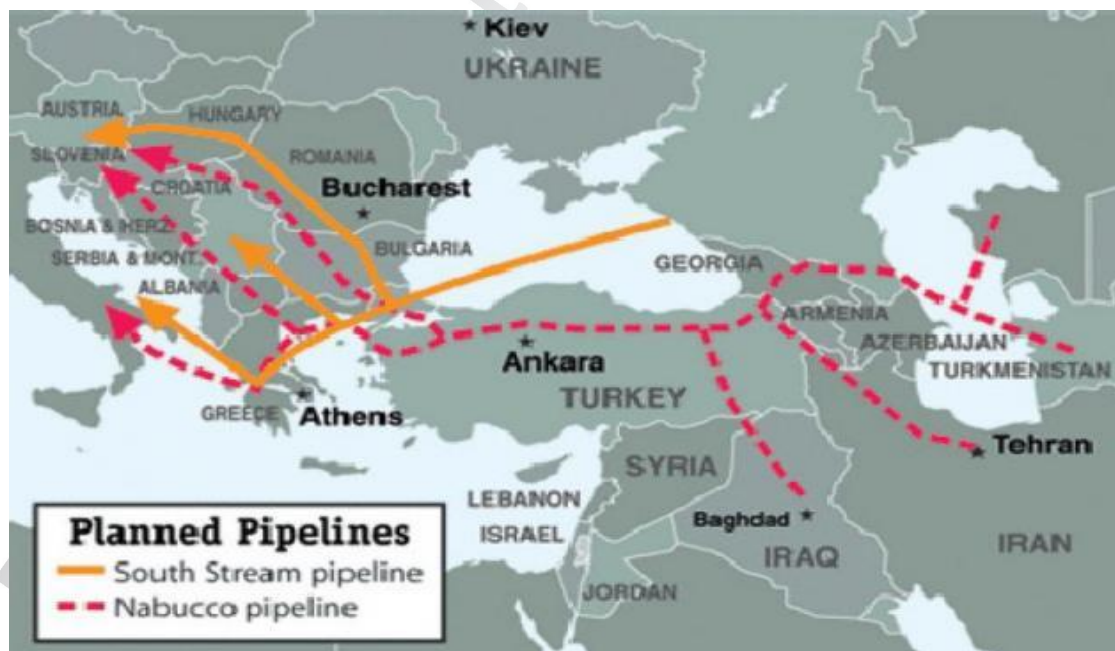 Kiev
UKRAINE
AUSTRIA
HUNGARY
SLOVENIA
ROMANIA
CROATIA
Bucharest
BOSNIA & HERZ.
BULGARIA
SERBIA & MONT.
GEORGIA
ALBANIA
ARMENIA
AZERBAIJAN
Ankara
TURKMENISTAN
TURKEY
GREECE
Athens
Tehran
SYRIA
LEBANON
ISRAEL
Baghdad
IRAQ
IRAN
JORDAN
Planned Pipelines
South Stream pipeline
Nabucco pipeline